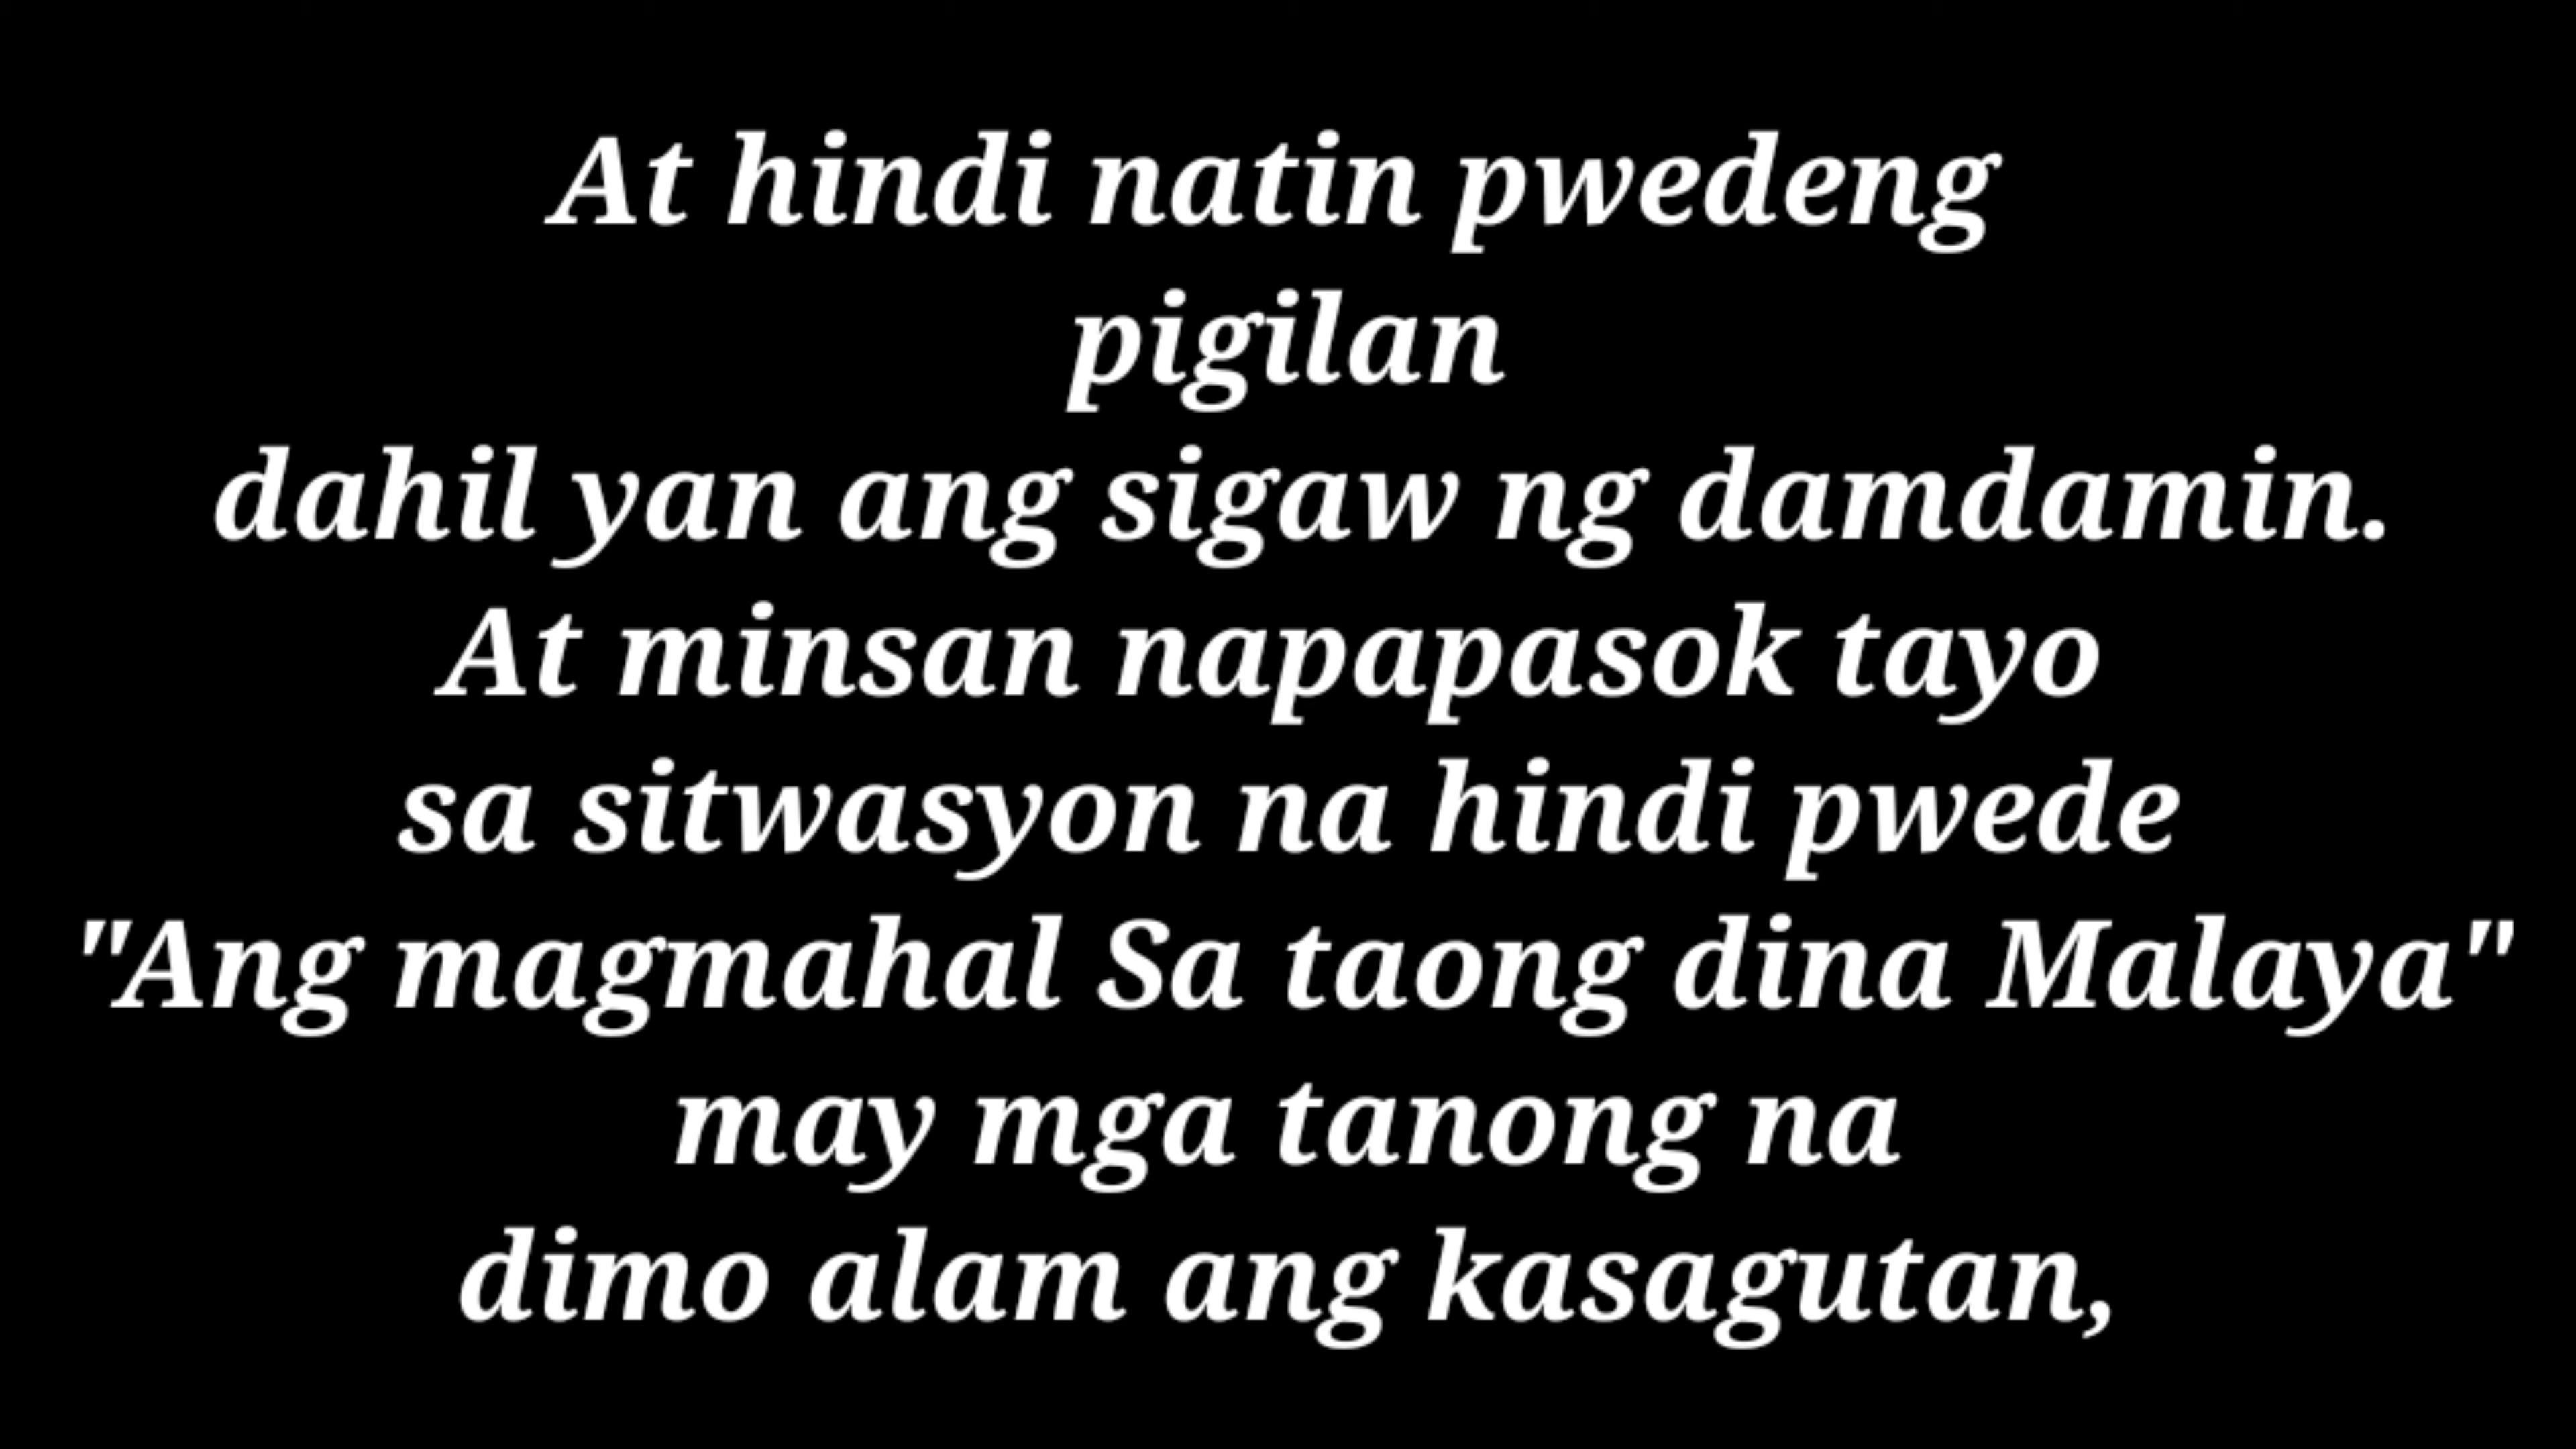 At hindi natin pwedeng
pigilan
dahil yan ang sigaw ng damdamin.
At minsan napapasok tayo
sa sitwasyon na hindi pwede
"Ang magmahal Sa taong dina Malaya"
may mga tanong na
dimo alam ang kasagutan,